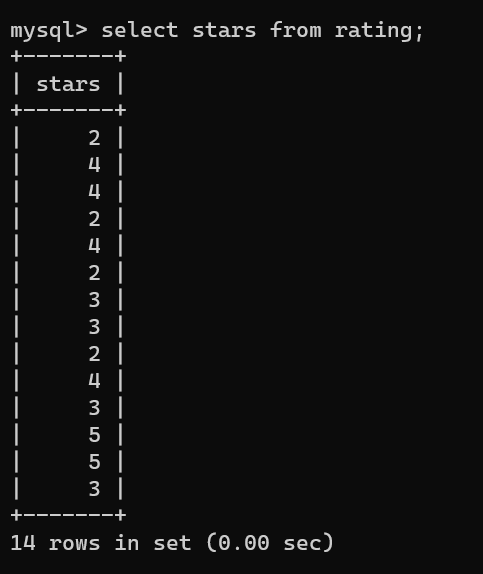 mysql> select stars from rating;
+-------+
| stars |
+-------+
|     2 |
|     4 |
|     4 |
|     2 |
|     4 |
|     2 |
|     3 |
|     3 |
|     2 |
|     4 |
|     3 |
|     5 |
|     5 |
|     3 |
+-------+
14 rows in set (0.00 sec)